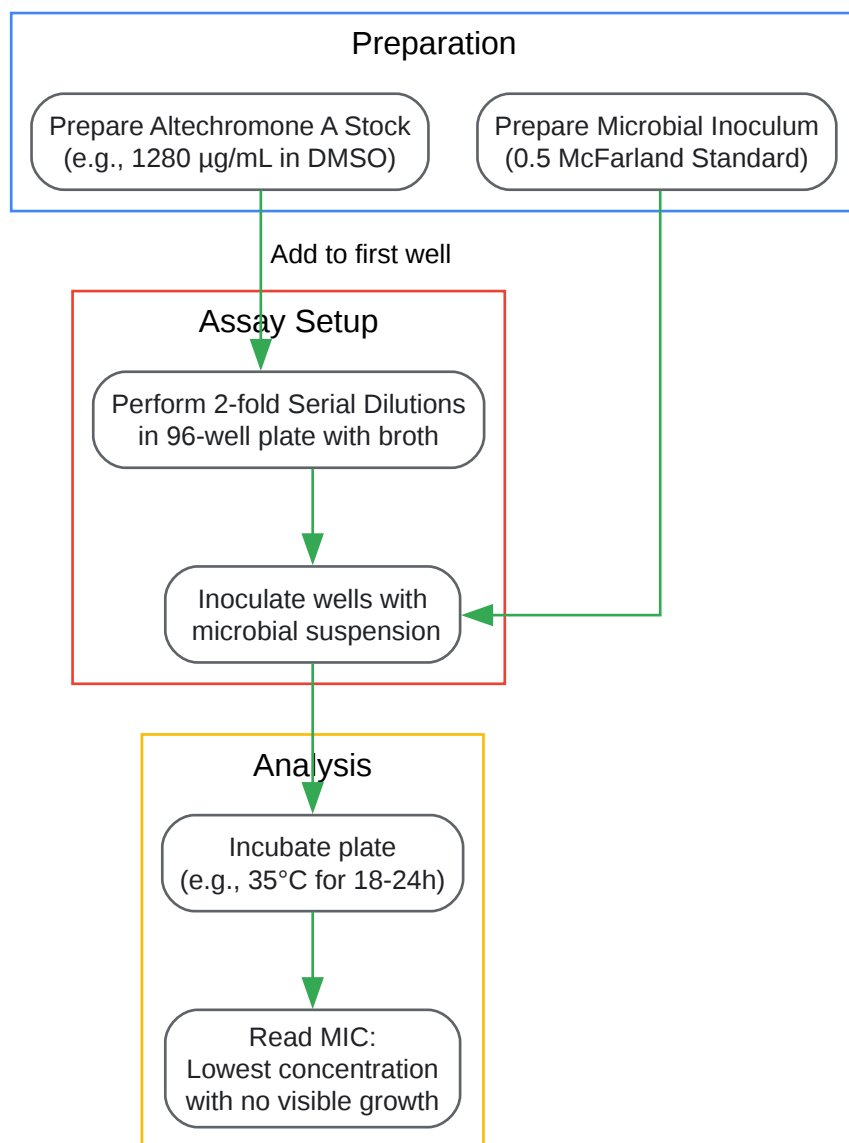 Preparation
Prepare Altechromone A Stock
(e.g., 1280 µg/mL in DMSO)
Prepare Microbial Inoculum
(0.5 McFarland Standard)
Add to first well
Assay Setup
Perform 2-fold Serial Dilutions
in 96-well plate with broth
Inoculate wells with
microbial suspension
Analysis
Incubate plate
(e.g., 35°C for 18-24h)
Read MIC:
Lowest concentration
with no visible growth